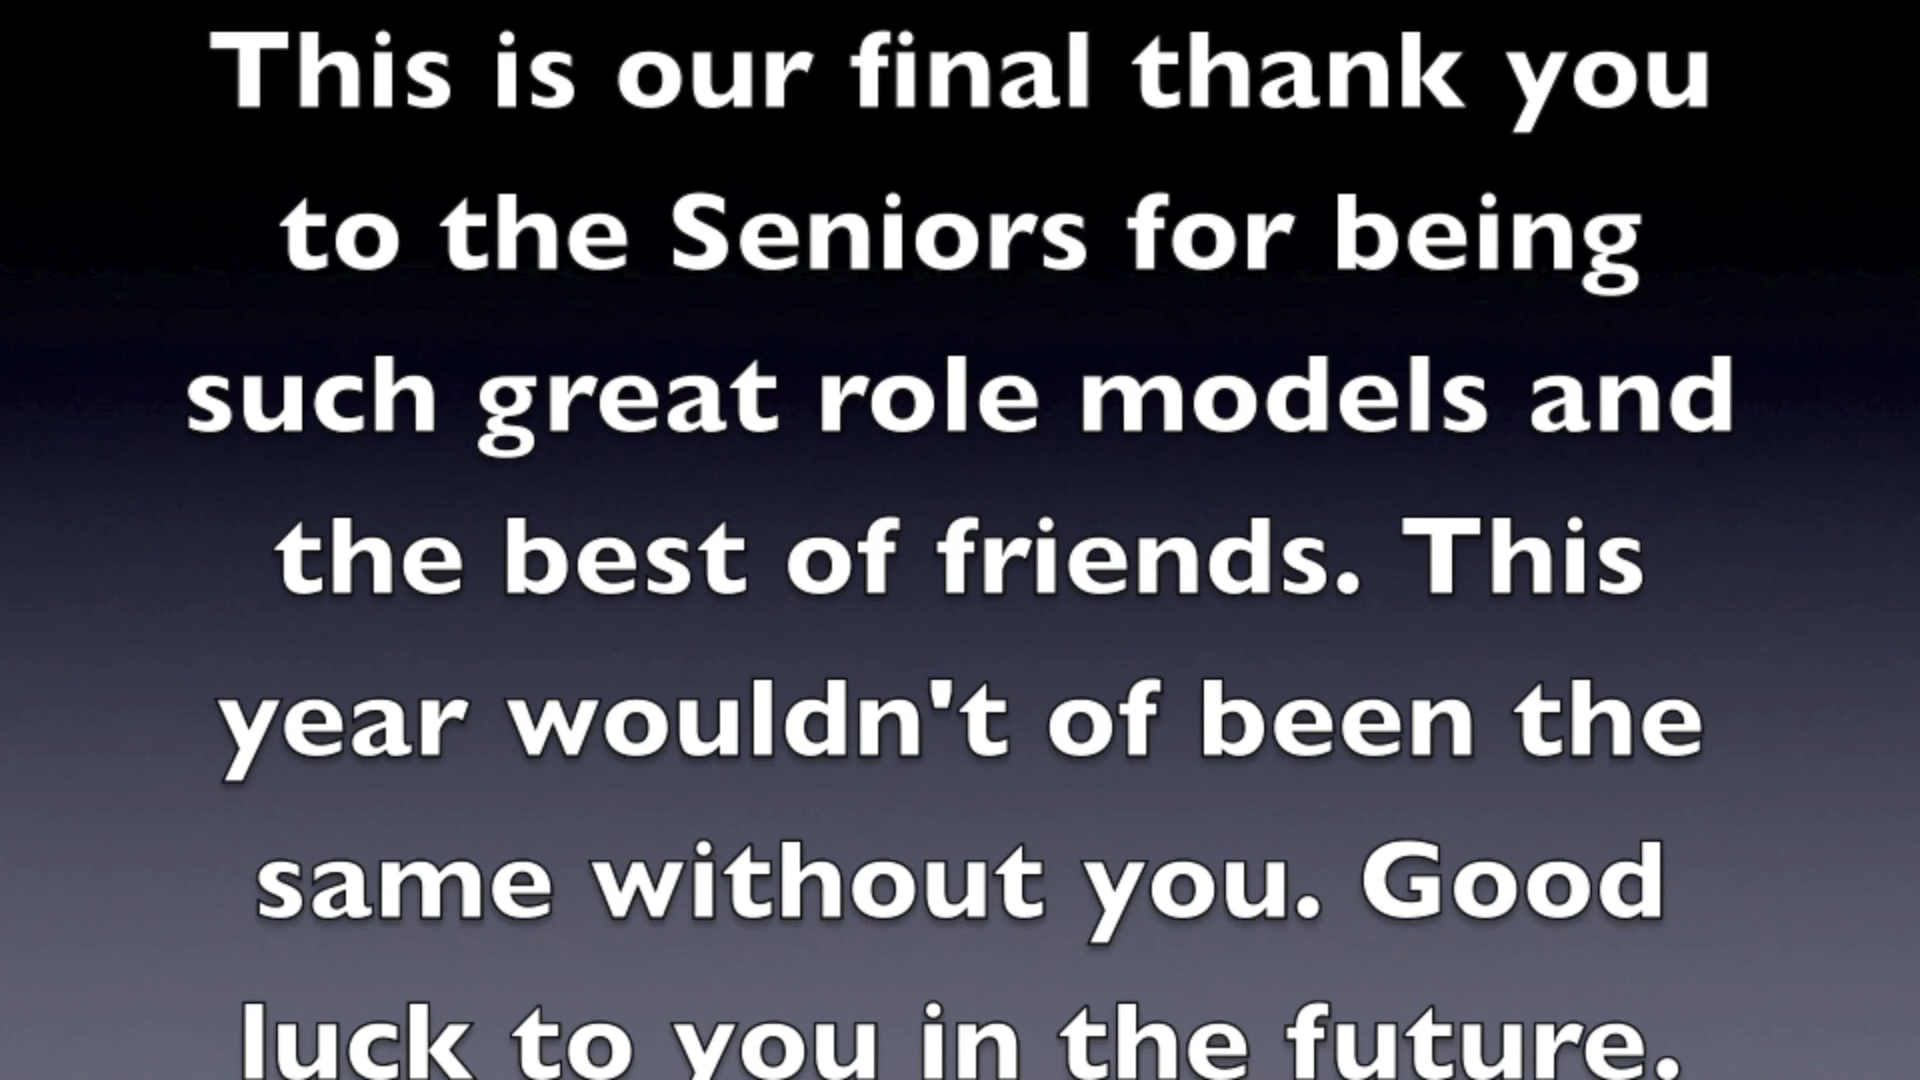 This is our final thank you
to the Seniors for being
such great role models and
the best of friends. This
year wouldn't of been the
same without you. Good
luck to you in the future.